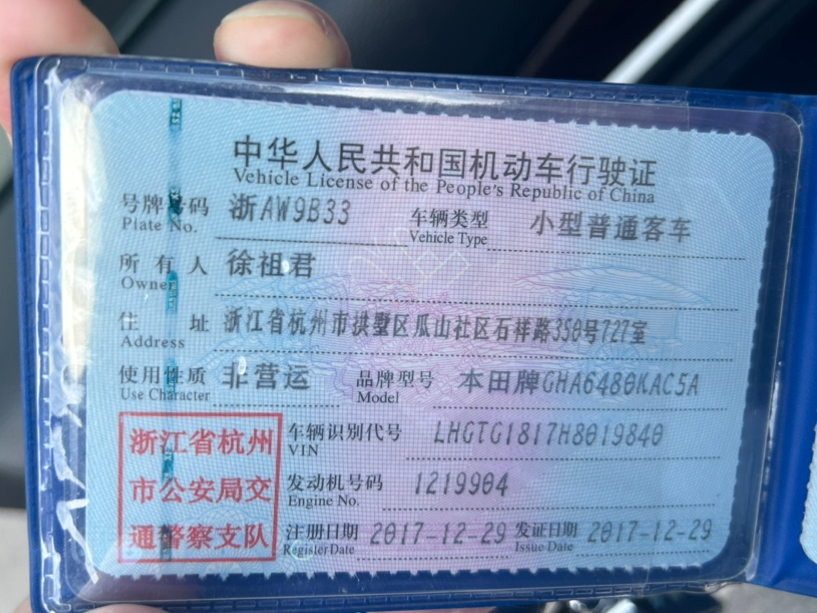 中华人民共和国机动车行驶证
Vehicle License of the People's Republic of China
号牌号码 浙AW9B33 车辆类型 小型普通客车
Plate No. Vehicle Type
所有人 徐祖君
Owner
住址 浙江省杭州市拱墅区瓜山社区石祥路350号727室
Address
使用性质 非营运 品牌型号 本田牌GHA6480KAC5A
Use Character Model
浙江省杭州市公安局交通警察支队
车辆识别代号 LHGTG1817H8019840
VIN
发动机号码 1219904
Engine No.
注册日期 2017-12-29 发证日期 2017-12-29
Register Date Issue Date